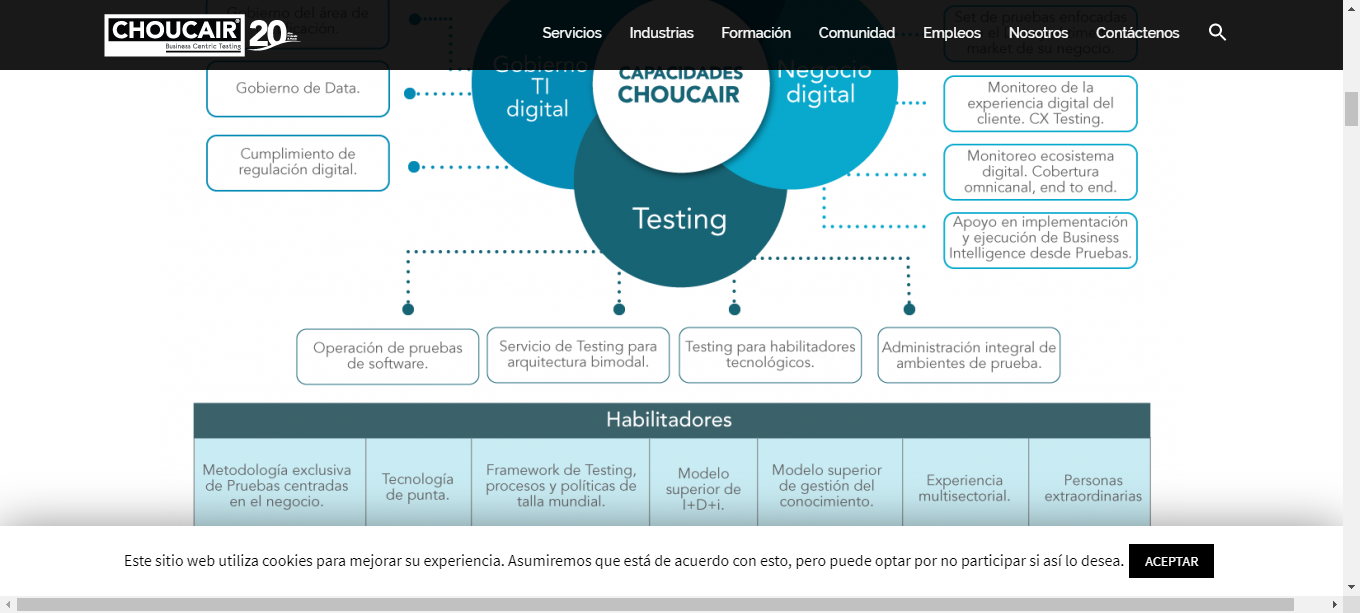 CHOUCAIR
Business Centric Testing
20
Servicios
Industrias
Formación
Comunidad
Empleos
Nosotros
Contáctenos
Gobierno del área de
Set de pruebas enfocadas
market de su negocio.
Gobierno de Data.
Cumplimiento de
regulación digital.
Gobierno
TI
digital
CAPACIDADES
CHOUCAIR
Negocio
digital
Testing
Monitoreo de la
experiencia digital del
cliente. CX Testing.
Monitoreo ecosistema
digital. Cobertura
omnicanal, end to end.
Apoyo en implementación
y ejecución de Business
Intelligence desde Pruebas.
Operación de pruebas
de software.
Servicio de Testing para
arquitectura bimodal.
Testing para habilitadores
tecnológicos.
Administración integral de
ambientes de prueba.
Habilitadores
Metodología exclusiva
de Pruebas centradas
en el negocio.
Tecnología
de punta.
Framework de Testing,
procesos y políticas de
talla mundial.
Modelo
superior de
I+D+i.
Modelo superior
de gestión del
conocimiento.
Experiencia
multisectorial.
Personas
extraordinarias
Este sitio web utiliza cookies para mejorar su experiencia. Asumiremos que está de acuerdo con esto, pero puede optar por no participar si así lo desea.
ACEPTAR